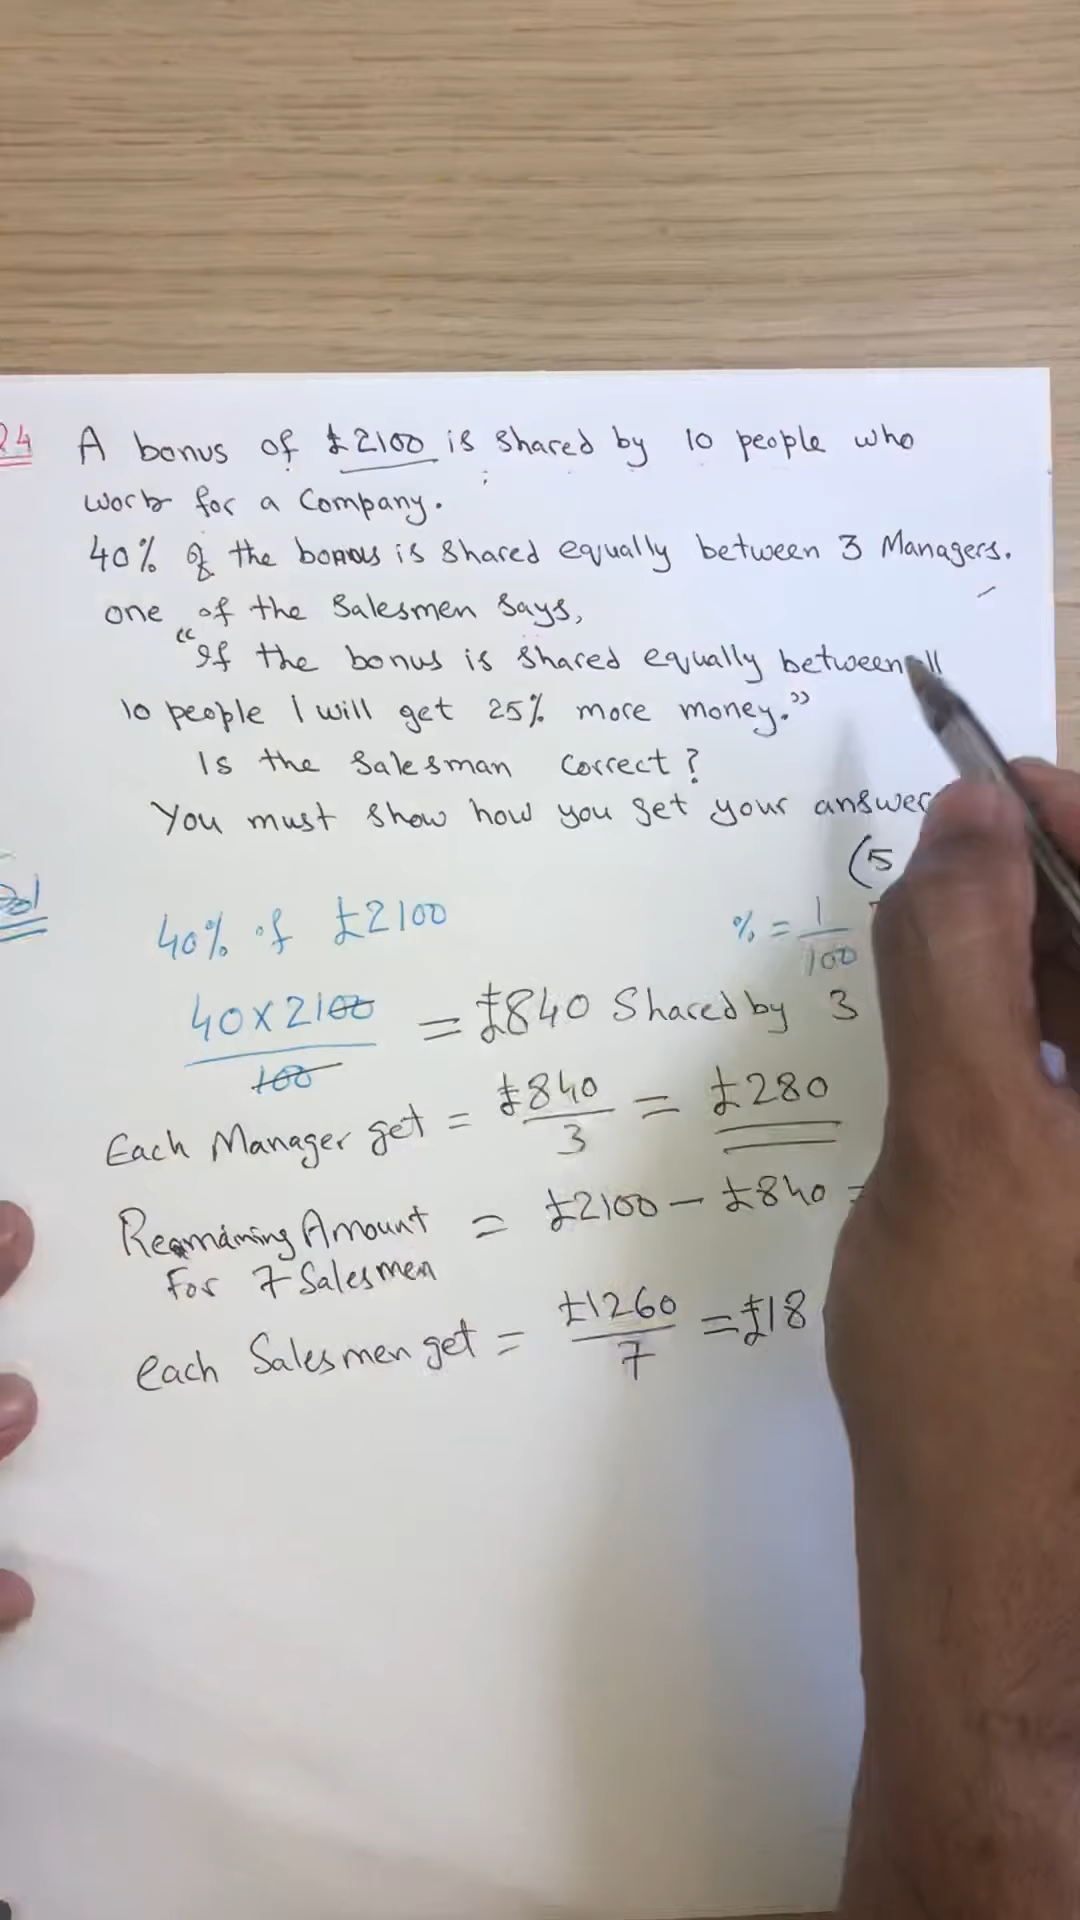 Q4 A bonus of £2100 is shared by 10 people who
work for a Company.
40% of the bonus is shared equally between 3 Managers.
one of the Salesmen says,
"If the bonus is shared equally between all
10 people I will get 25% more money."
Is the Salesman correct?
You must show how you get your answer
(5
Sol
40% of £2100
% = 1/100
40 x 2100 / 100 = £840 Shared by 3
Each Manager get = £840/3 = £280
Remaining Amount = £2100 - £840 =
For 7 Salesmen
each Salesmen get = £1260/7 = £18